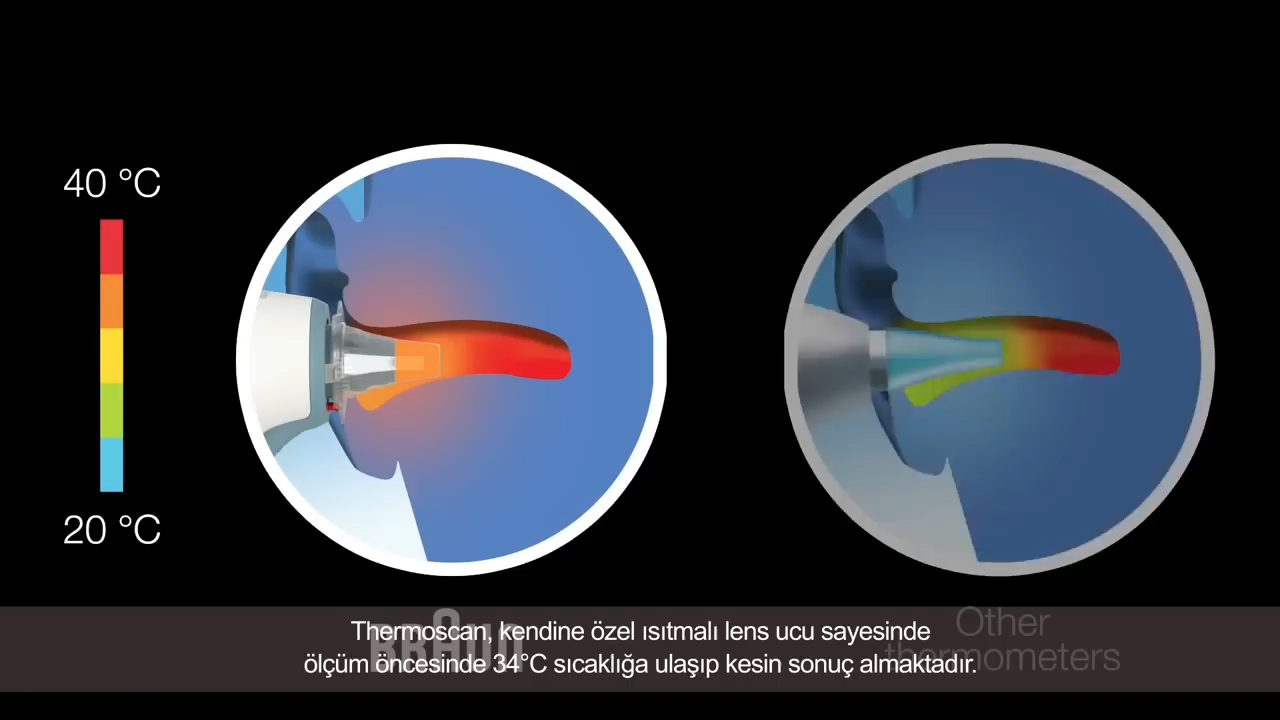 40 °C
20 °C
BRAUN
Other
thermometers
Thermoscan, kendine özel ısıtmalı lens ucu sayesinde
ölçüm öncesinde 34°C sıcaklığa ulaşıp kesin sonuç almaktadır.